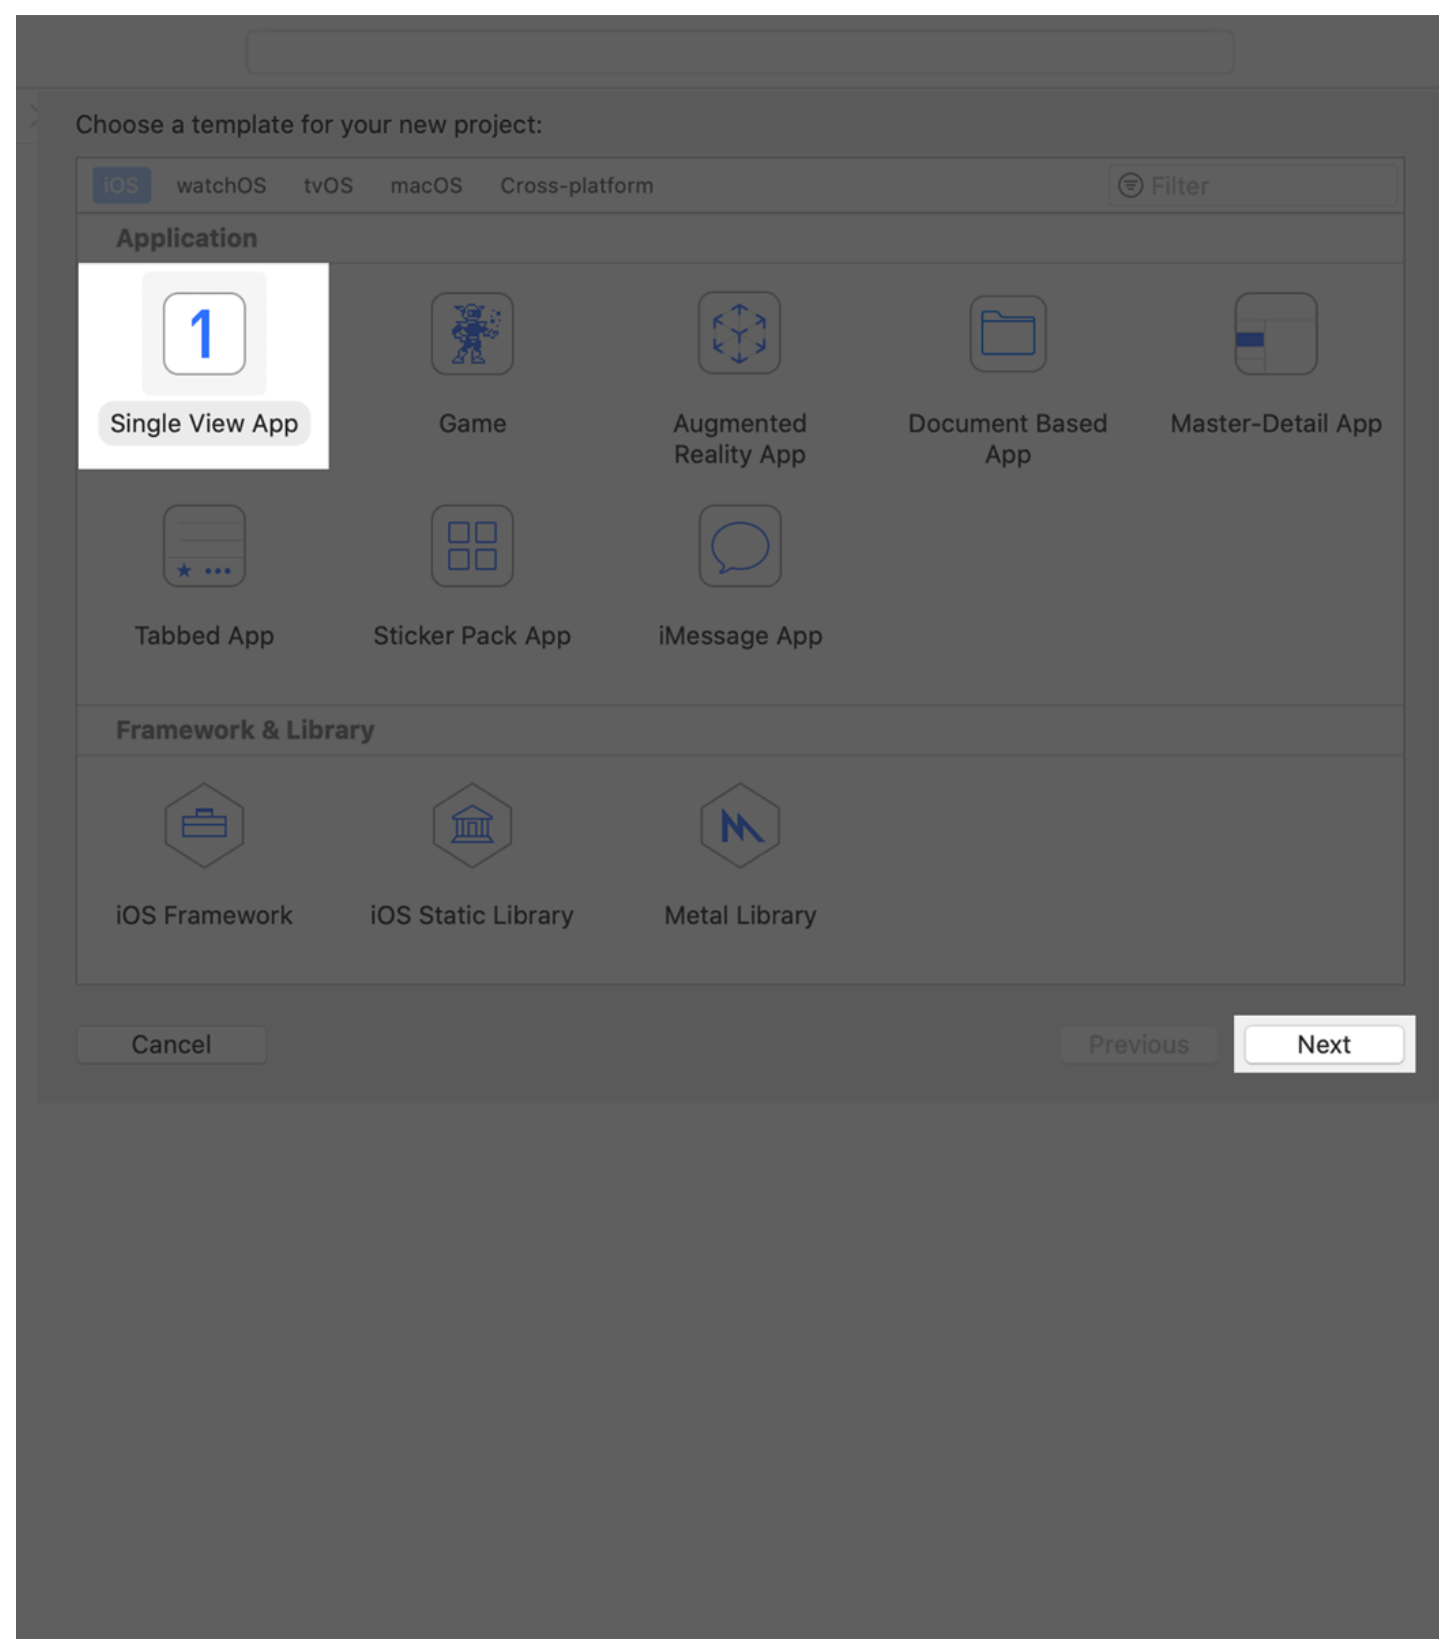 Choose a template for your new project:
iOS watchOS tvOS macOS Cross-platform Filter
Application
1
Single View App Game Augmented Reality App Document Based App Master-Detail App
Tabbed App Sticker Pack App iMessage App
Framework & Library
iOS Framework iOS Static Library Metal Library
Cancel Previous Next